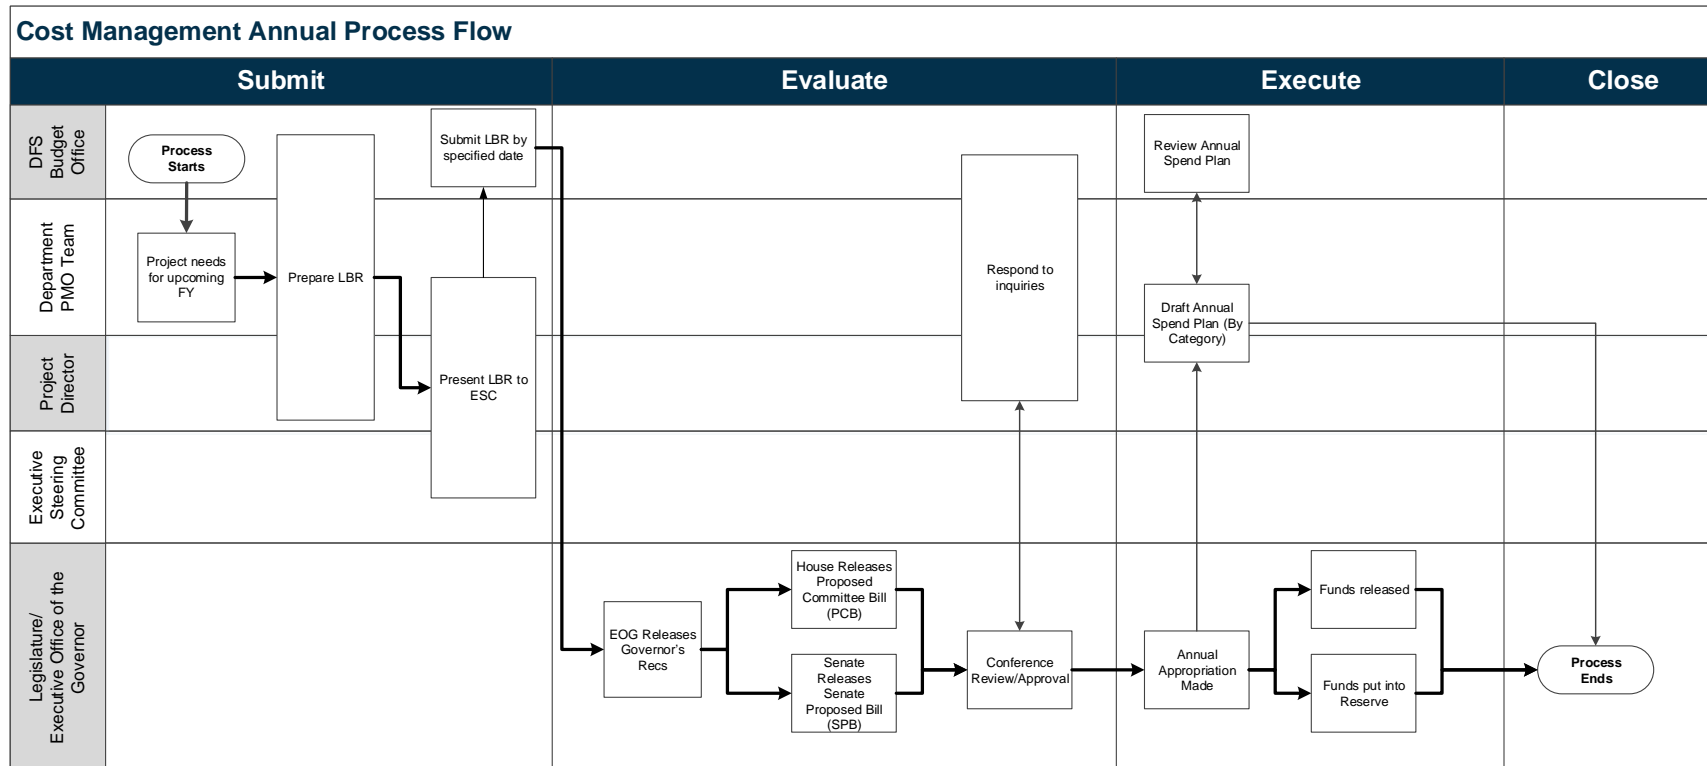 Cost Management Annual Process Flow
Submit
Evaluate
Execute
Close
DFS
Budget
Office
Process
Starts
Submit LBR by
specified date
Review Annual
Spend Plan
Department
PMO Team
Project needs
for upcoming
FY
Prepare LBR
Respond to
inquiries
Draft Annual
Spend Plan (By
Category)
Project
Director
Present LBR to
ESC
Executive
Steering
Committee
Legislature/
Executive Office of the
Governor
EOG Releases
Governor's
Recs
House Releases
Proposed
Committee Bill
(PCB)
Senate
Releases
Senate
Proposed Bill
(SPB)
Conference
Review/Approval
Annual
Appropriation
Made
Funds released
Funds put into
Reserve
Process
Ends